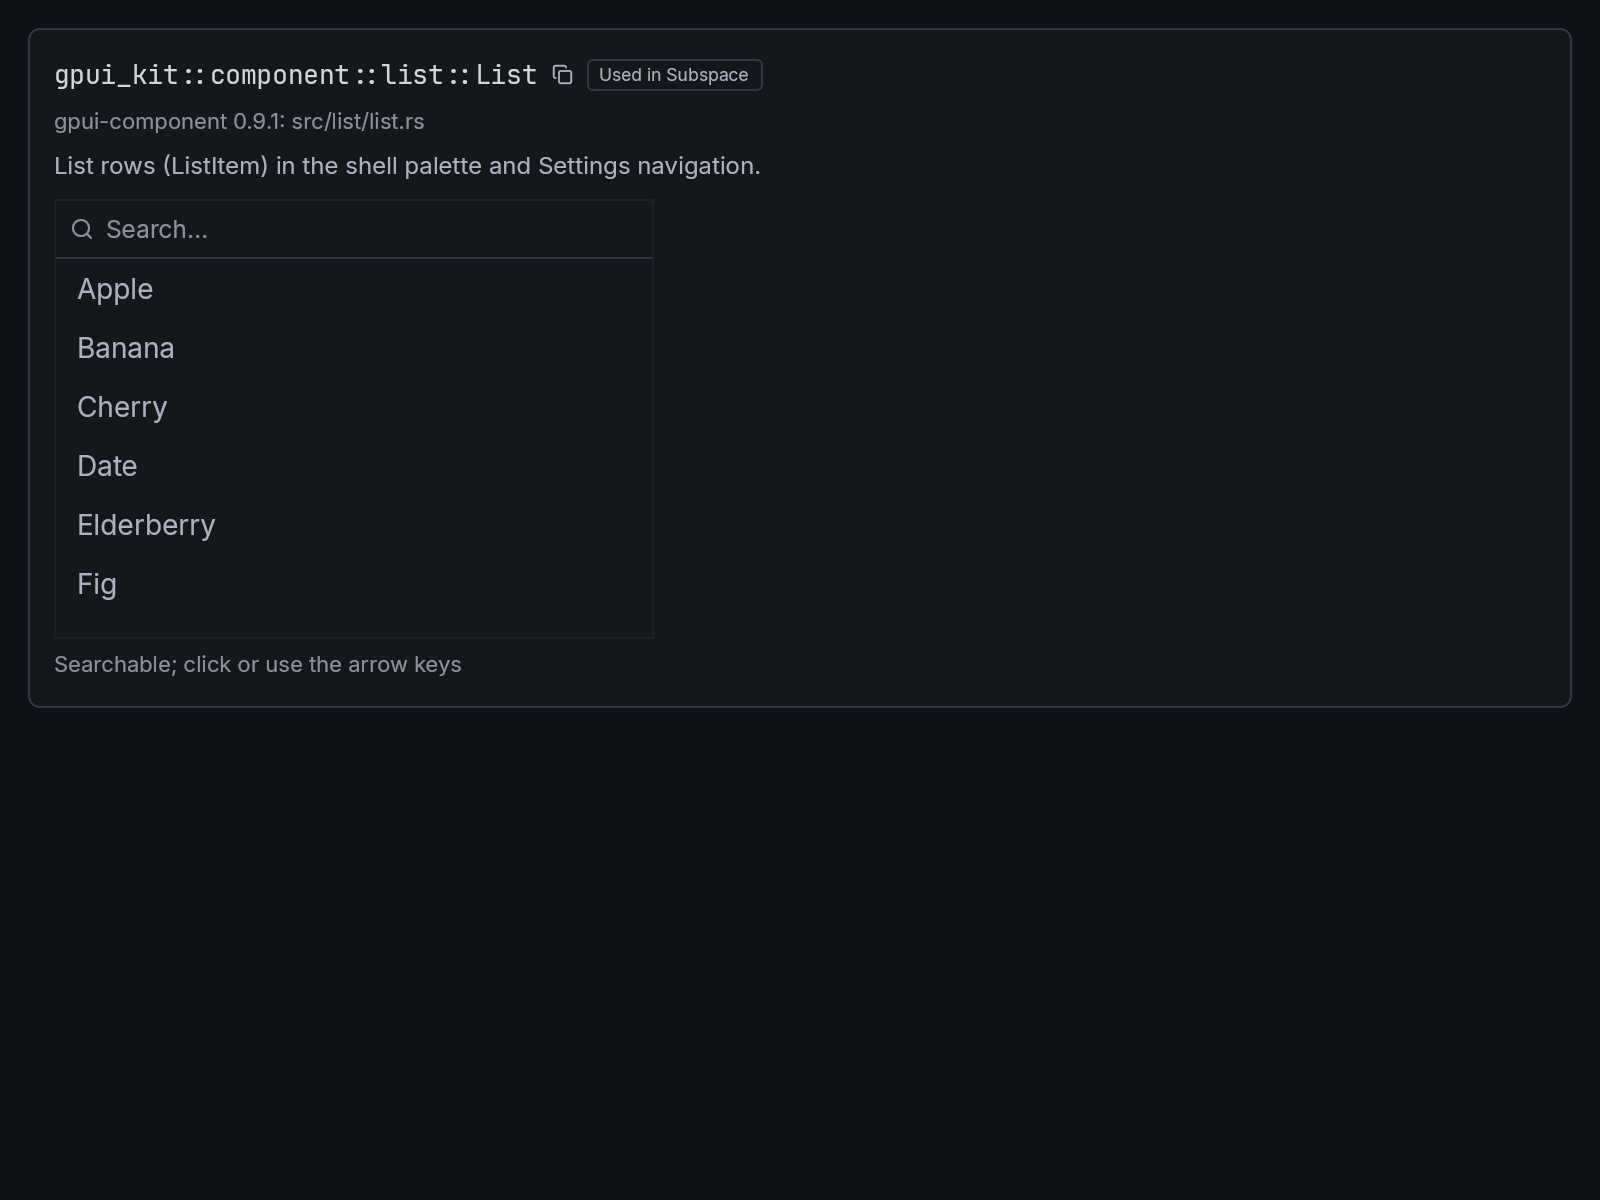 gpui_kit::component::list::List Used in Subspace
gpui-component 0.9.1: src/list/list.rs
List rows (ListItem) in the shell palette and Settings navigation.
Search...
Apple
Banana
Cherry
Date
Elderberry
Fig
Searchable; click or use the arrow keys